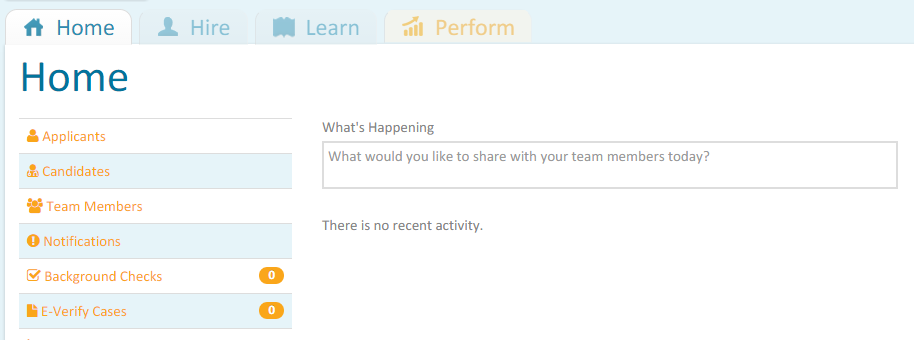 Home
Hire
Learn
Perform
Home
Applicants
Candidates
Team Members
Notifications
Background Checks 0
E-Verify Cases 0
What's Happening
What would you like to share with your team members today?
There is no recent activity.